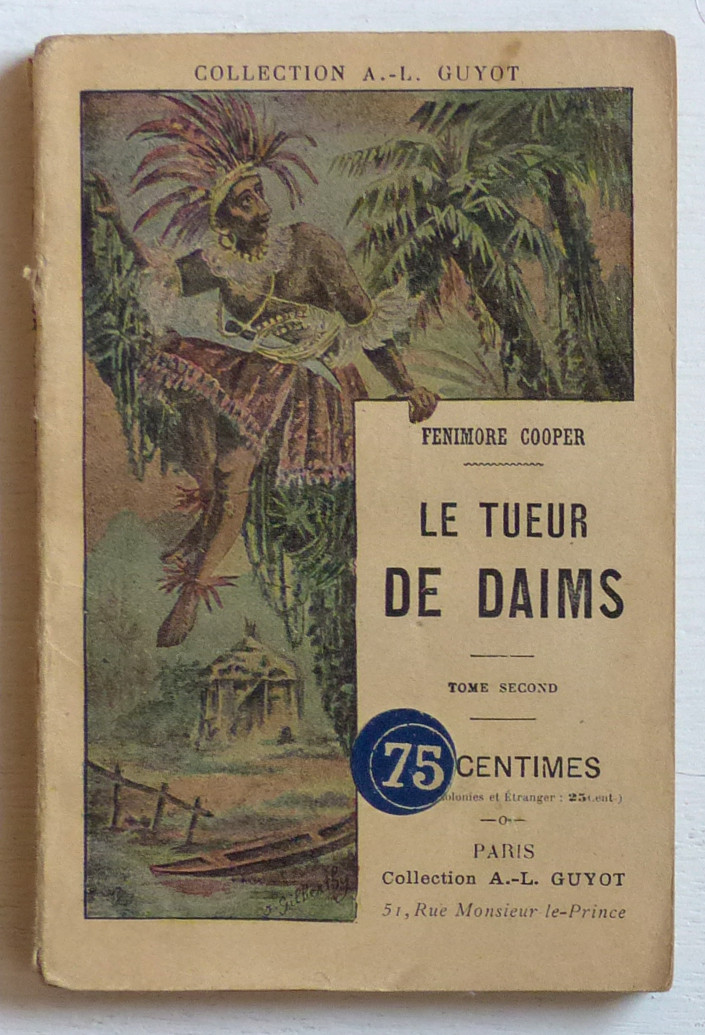 COLLECTION A.-L. GUYOT
FENIMORE COOPER
LE TUEUR
DE DAIMS
TOME SECOND
75 CENTIMES
olonies et Étranger : 25 Cent.)
PARIS
Collection A.-L. GUYOT
51, Rue Monsieur le-Prince